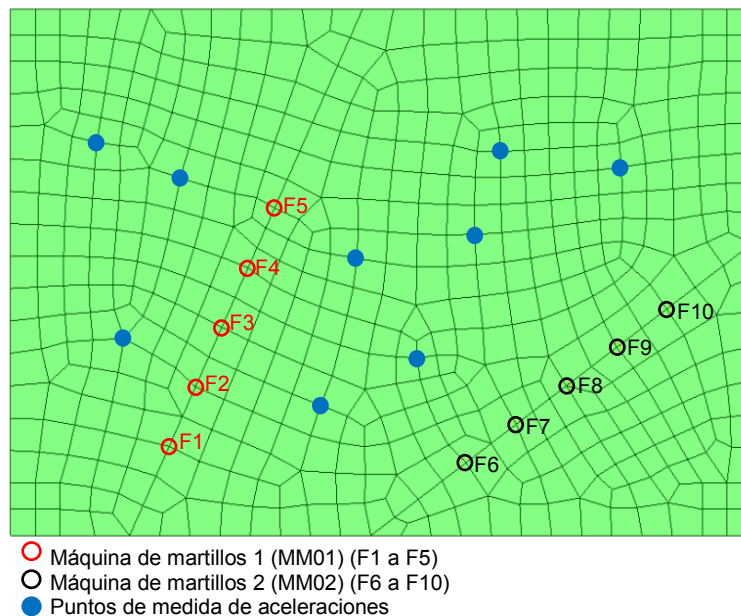 F5
F4
F3
F2
F1
F10
F9
F8
F7
F6
Máquina de martillos 1 (MM01) (F1 a F5)
Máquina de martillos 2 (MM02) (F6 a F10)
Puntos de medida de aceleraciones